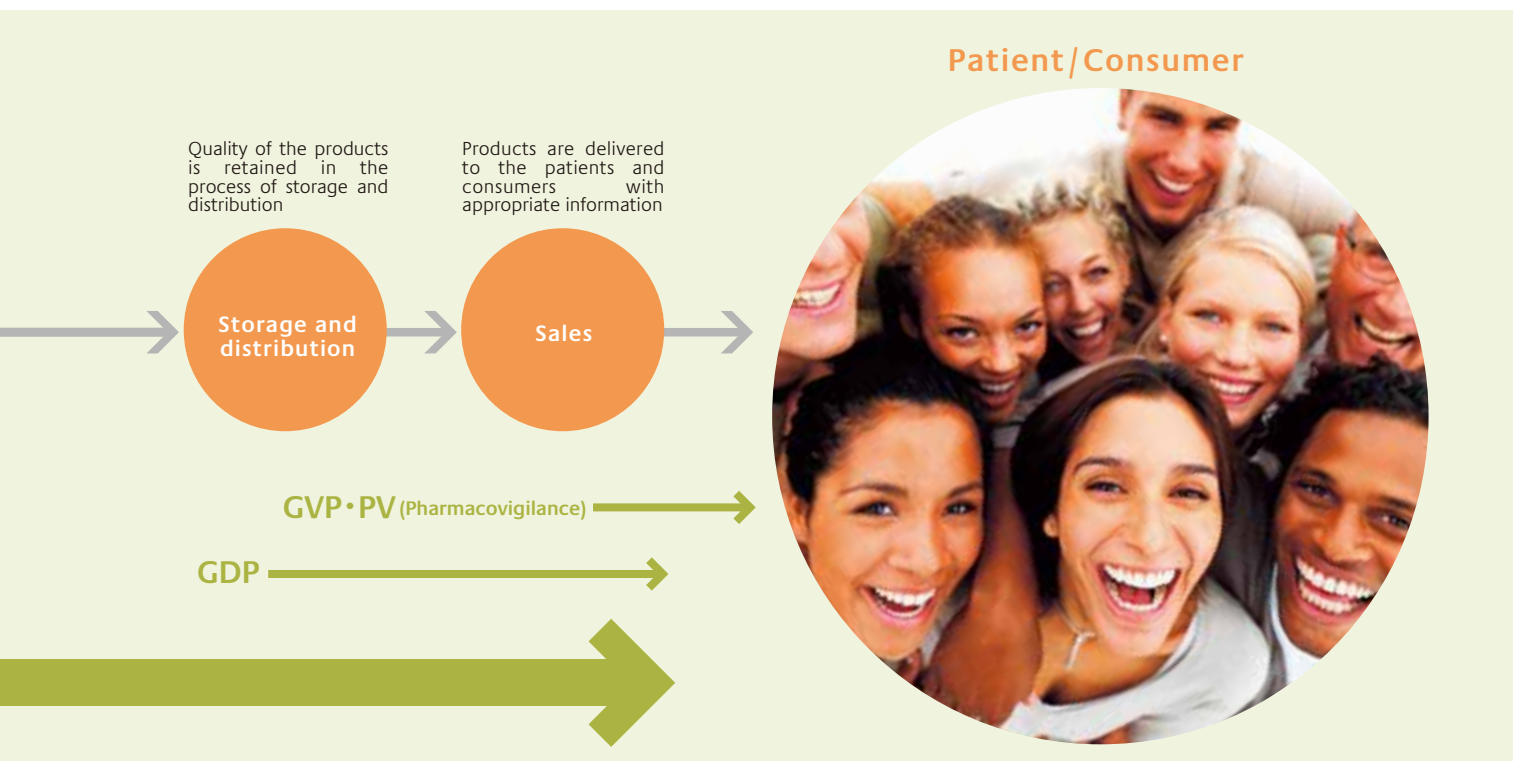 Patient/Consumer
Quality of the products
is retained in the
process of storage and
distribution
Products are delivered
to the patients and
consumers with
appropriate information
Storage and
distribution
Sales
GVP・PV (Pharmacovigilance)
GDP